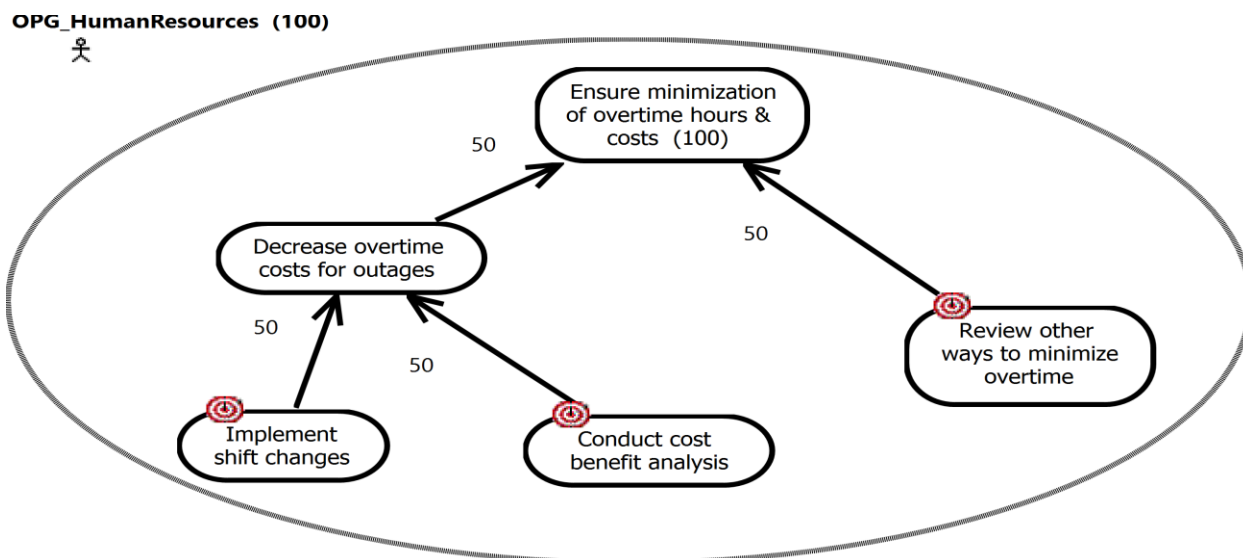 OPG_HumanResources (100)
Ensure minimization
of overtime hours &
costs (100)
50
50
Decrease overtime
costs for outages
50
50
Review other
ways to minimize
overtime
Implement
shift changes
Conduct cost
benefit analysis